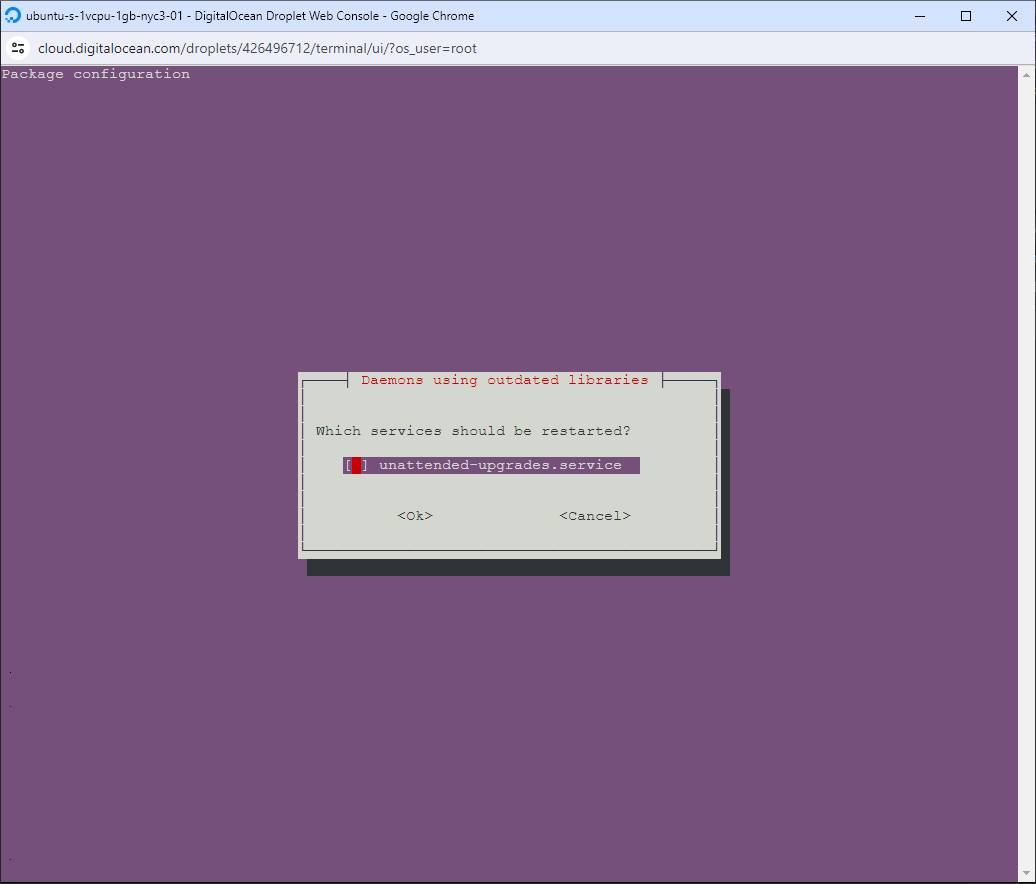 ubuntu-s-1vcpu-1gb-nyc3-01 - DigitalOcean Droplet Web Console - Google Chrome
cloud.digitalocean.com/droplets/426496712/terminal/ui/?os_user=root
Package configuration
Daemons using outdated libraries
Which services should be restarted?
[ ] unattended-upgrades.service
<Ok> <Cancel>